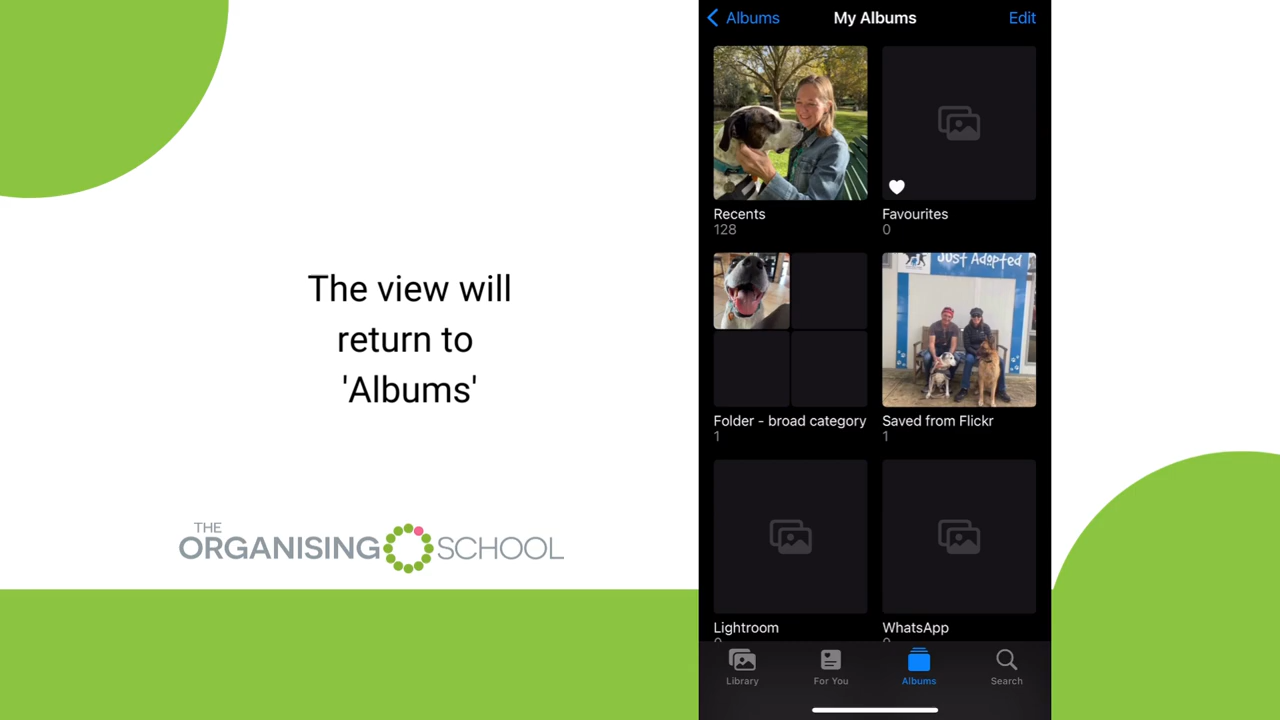 The view will
return to
'Albums'
THE
ORGANISING SCHOOL
Albums
My Albums
Edit
Recents
128
Favourites
0
Just Adopted
Folder - broad category
1
Saved from Flickr
1
Lightroom
WhatsApp
Library
For You
Albums
Search